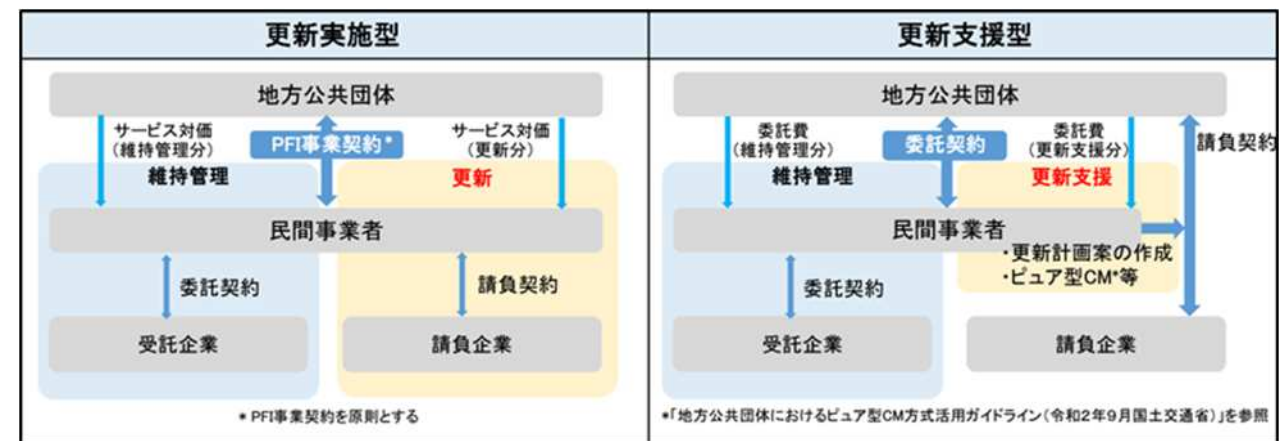 更新実施型
地方公共団体
サービス対価
(維持管理分)
PFI事業契約*
サービス対価
(更新分)
維持管理
更新
民間事業者
委託契約
請負契約
受託企業
請負企業
* PFI事業契約を原則とする
更新支援型
地方公共団体
委託費
(維持管理分)
委託契約
委託費
(更新支援分)
請負契約
維持管理
更新支援
民間事業者
・更新計画案の作成
・ピュア型CM*等
委託契約
受託企業
請負企業
*「地方公共団体におけるピュア型CM方式活用ガイドライン(令和2年9月国土交通省)」を参照